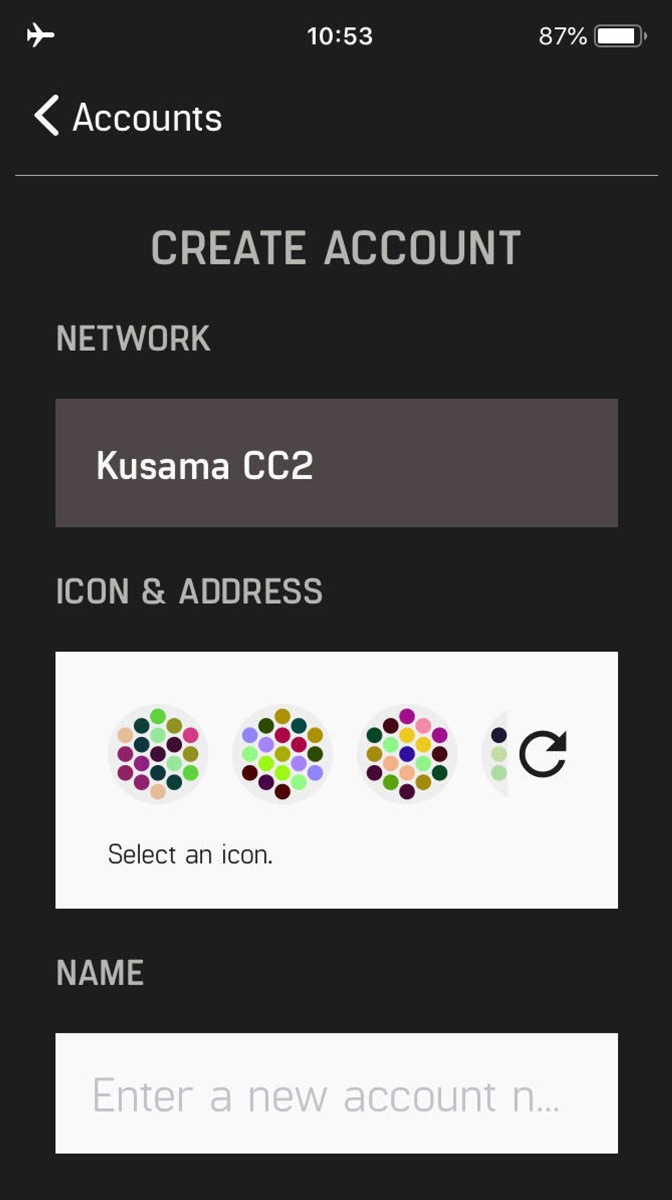 10:53
87%
Accounts
CREATE ACCOUNT
NETWORK
Kusama CC2
ICON & ADDRESS
Select an icon.
NAME
Enter a new account n...